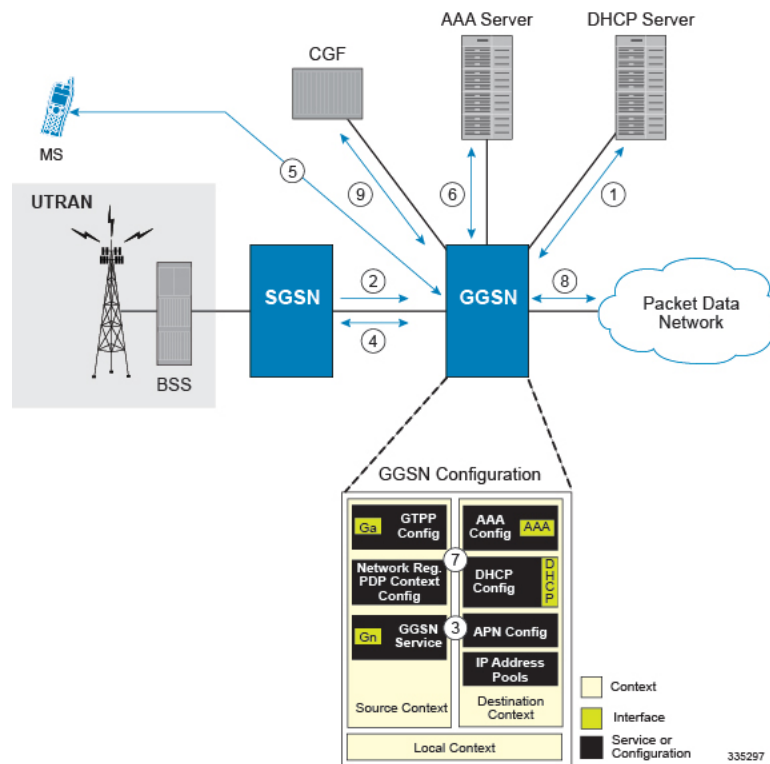 AAA Server
DHCP Server
CGF
MS
5
9
6
1
UTRAN
SGSN
2
4
GGSN
8
Packet Data
Network
BSS
GGSN Configuration
Ga
GTPP
Config
AAA
Config
AAA
7
Network Reg.
PDP Context
Config
DHCP
Config
DHCP
3
Gn
GGSN
Service
APN Config
IP Address
Pools
Source Context
Destination
Context
Local Context
Context
Interface
Service or
Configuration
335297